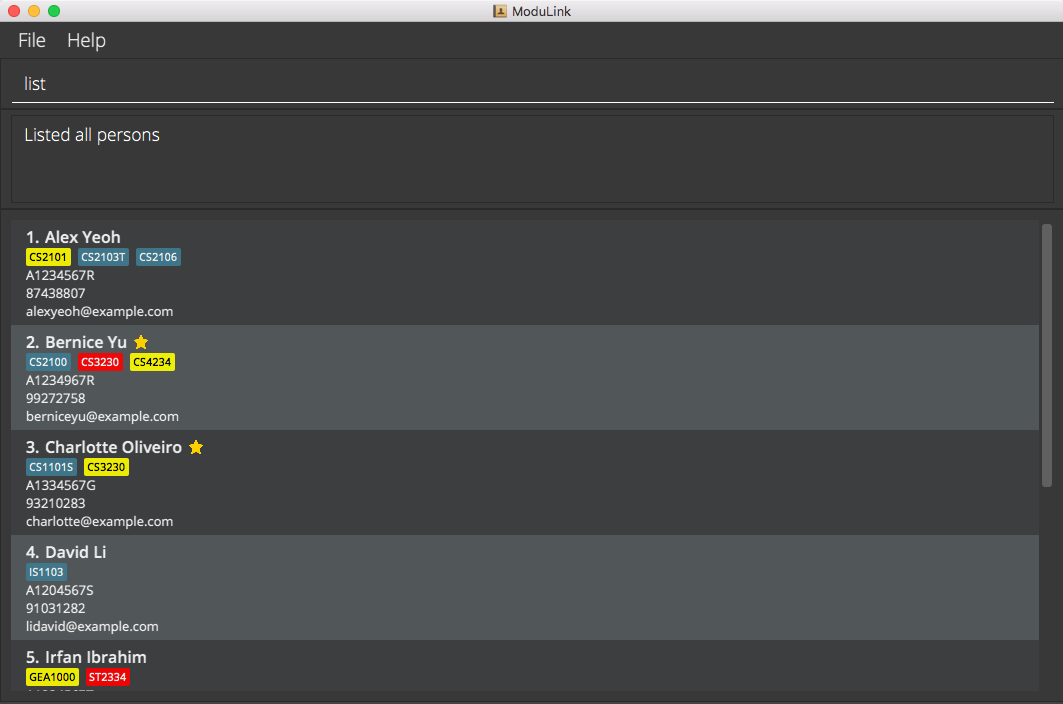 ModuLink
File Help
list
Listed all persons
1. Alex Yeoh
CS2101 CS2103T CS2106
A1234567R
87438807
alexyeoh@example.com
2. Bernice Yu
CS2100 CS3230 CS4234
A1234967R
99272758
berniceyu@example.com
3. Charlotte Oliveiro
CS1101S CS3230
A1334567G
93210283
charlotte@example.com
4. David Li
IS1103
A1204567S
91031282
lidavid@example.com
5. Irfan Ibrahim
GEA1000 ST2334